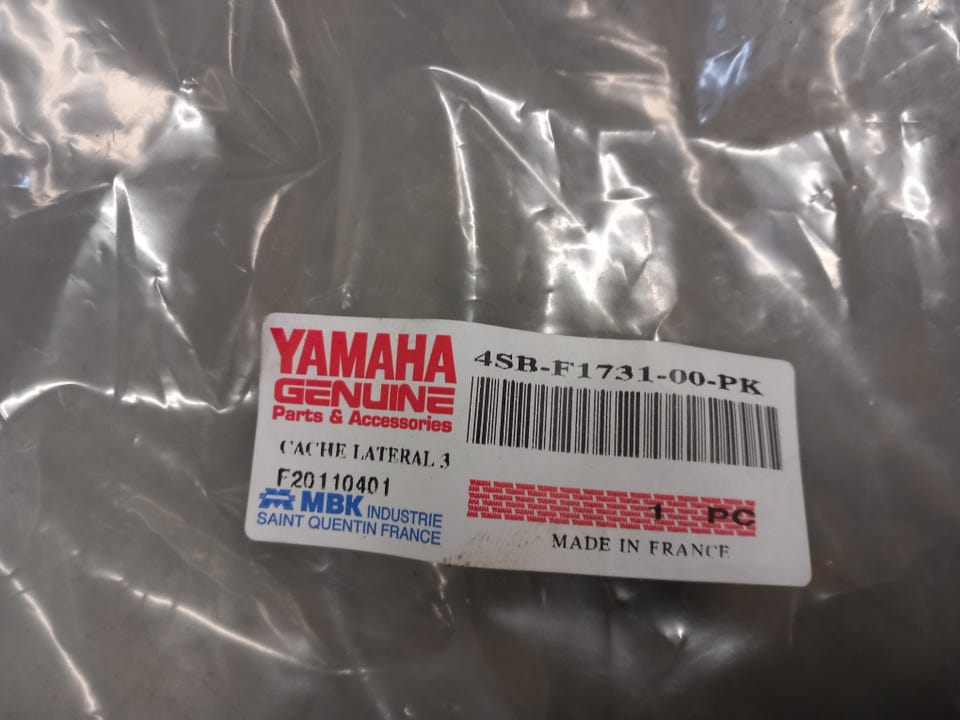 YAMAHA
GENUINE
Parts & Accessories
CACHE LATERAL 3
F20110401
MBK INDUSTRIE
SAINT QUENTIN FRANCE
4SB-F1731-00-PK
1 PC
MADE IN FRANCE